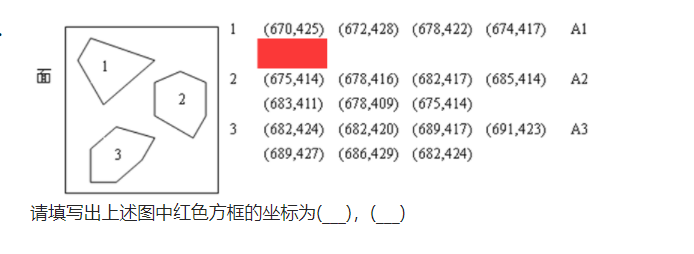 1 (670,425) (672,428) (678,422) (674,417) A1
1
面
2 (675,414) (678,416) (682,417) (685,414) A2
2
(683,411) (678,409) (675,414)
3 (682,424) (682,420) (689,417) (691,423) A3
3
(689,427) (686,429) (682,424)
请填写出上述图中红色方框的坐标为(___)，(___)